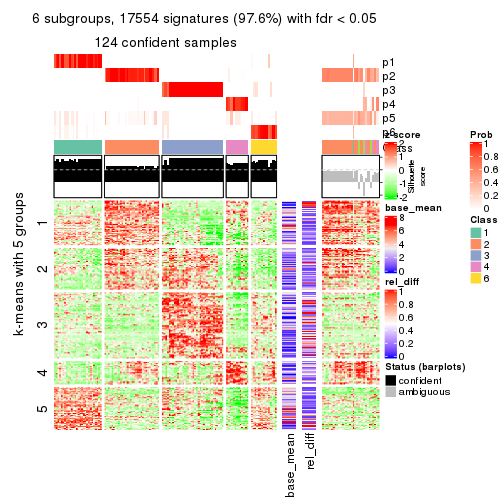 6 subgroups, 17554 signatures (97.6%) with fdr < 0.05
124 confident samples
p1
p2
p3
p4
p5
p6
Class
z-score
2
1
0
-1
-2
Silhouette score
Prob
1
0.8
0.6
0.4
0.2
0
base_mean
8
6
4
2
0
Class
1
2
3
4
6
rel_diff
1
0.8
0.6
0.4
0.2
0
Status (barplots)
confident
ambiguous
k-means with 5 groups
1
2
3
4
5
base_mean
rel_diff